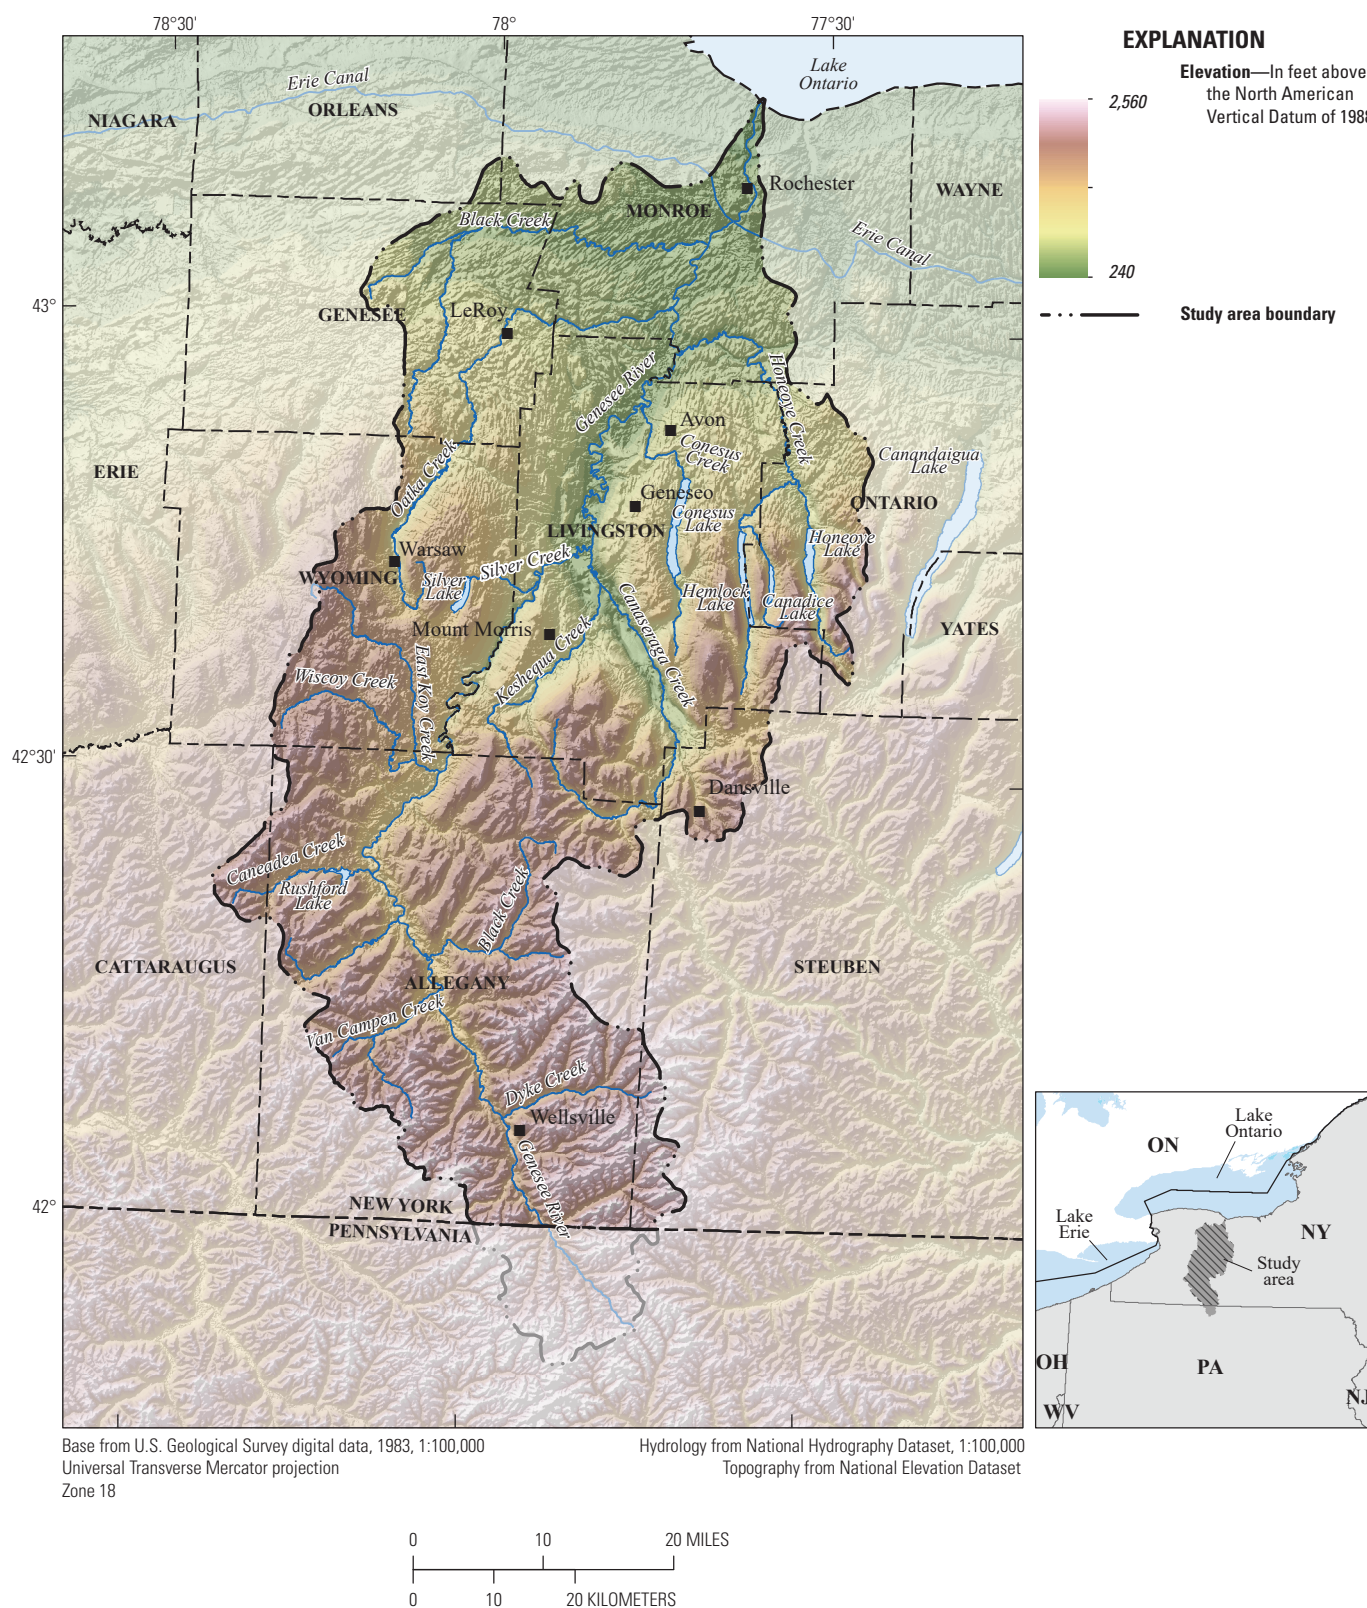 78°30'
78°
77°30'
EXPLANATION
Elevation—In feet above
the North American
Vertical Datum of 1988
2,560
240
Study area boundary
Lake
Ontario
Erie Canal
ORLEANS
NIAGARA
Rochester
WAYNE
MONROE
Black Creek
Erie Canal
43°
GENESEE
LeRoy
Genesee River
Honeoye Creek
Avon
Conesus
Creek
Canandaigua
Lake
ERIE
Oatka Creek
Geneseo
ONTARIO
Conesus
Lake
LIVINGSTON
Honeoye
Lake
Warsaw
WYOMING
Silver
Lake
Silver Creek
Hemlock
Lake
Canadice
Lake
Canaseraga Creek
Mount Morris
Keshequa Creek
YATES
East Koy Creek
Wiscoy Creek
42°30'
Dansville
Caneadea Creek
Rushford
Lake
Black Creek
CATTARAUGUS
STEUBEN
ALLEGANY
Van Campen Creek
Dyke Creek
Wellsville
Genesee River
42°
NEW YORK
PENNSYLVANIA
Lake
Ontario
ON
Lake
Erie
NY
Study
area
OH
PA
WV
NJ
Base from U.S. Geological Survey digital data, 1983, 1:100,000
Universal Transverse Mercator projection
Zone 18
Hydrology from National Hydrography Dataset, 1:100,000
Topography from National Elevation Dataset
0 10 20 MILES
0 10 20 KILOMETERS